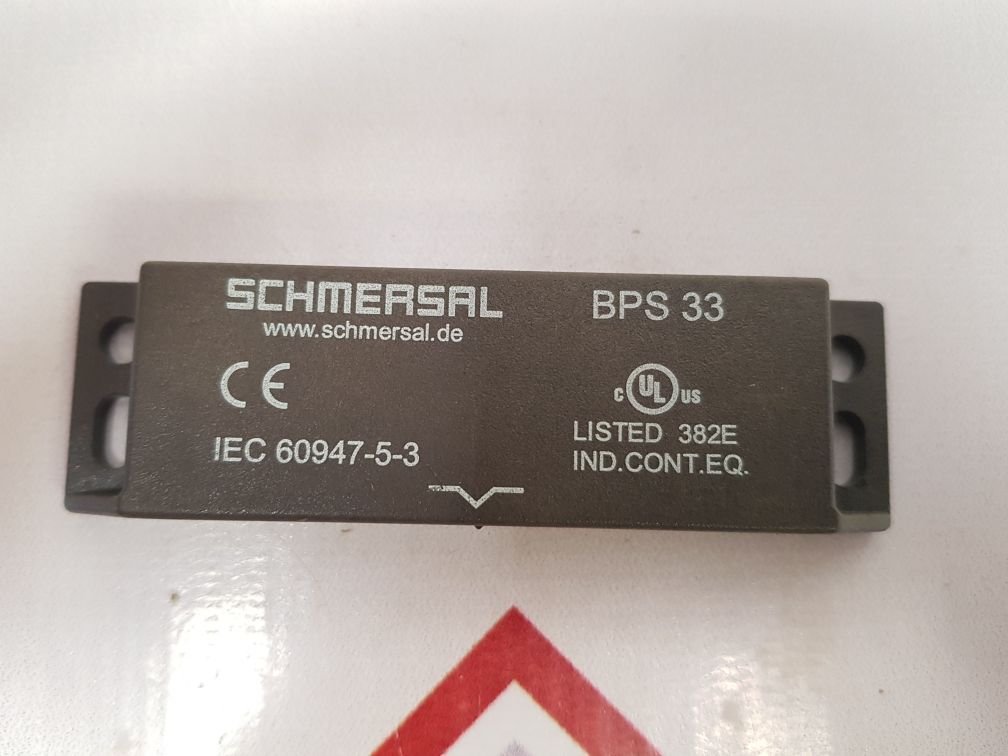 SCHMERSAL
www.schmersal.de
BPS 33
CE
IEC 60947-5-3
C UL US
LISTED 382E
IND.CONT.EQ.